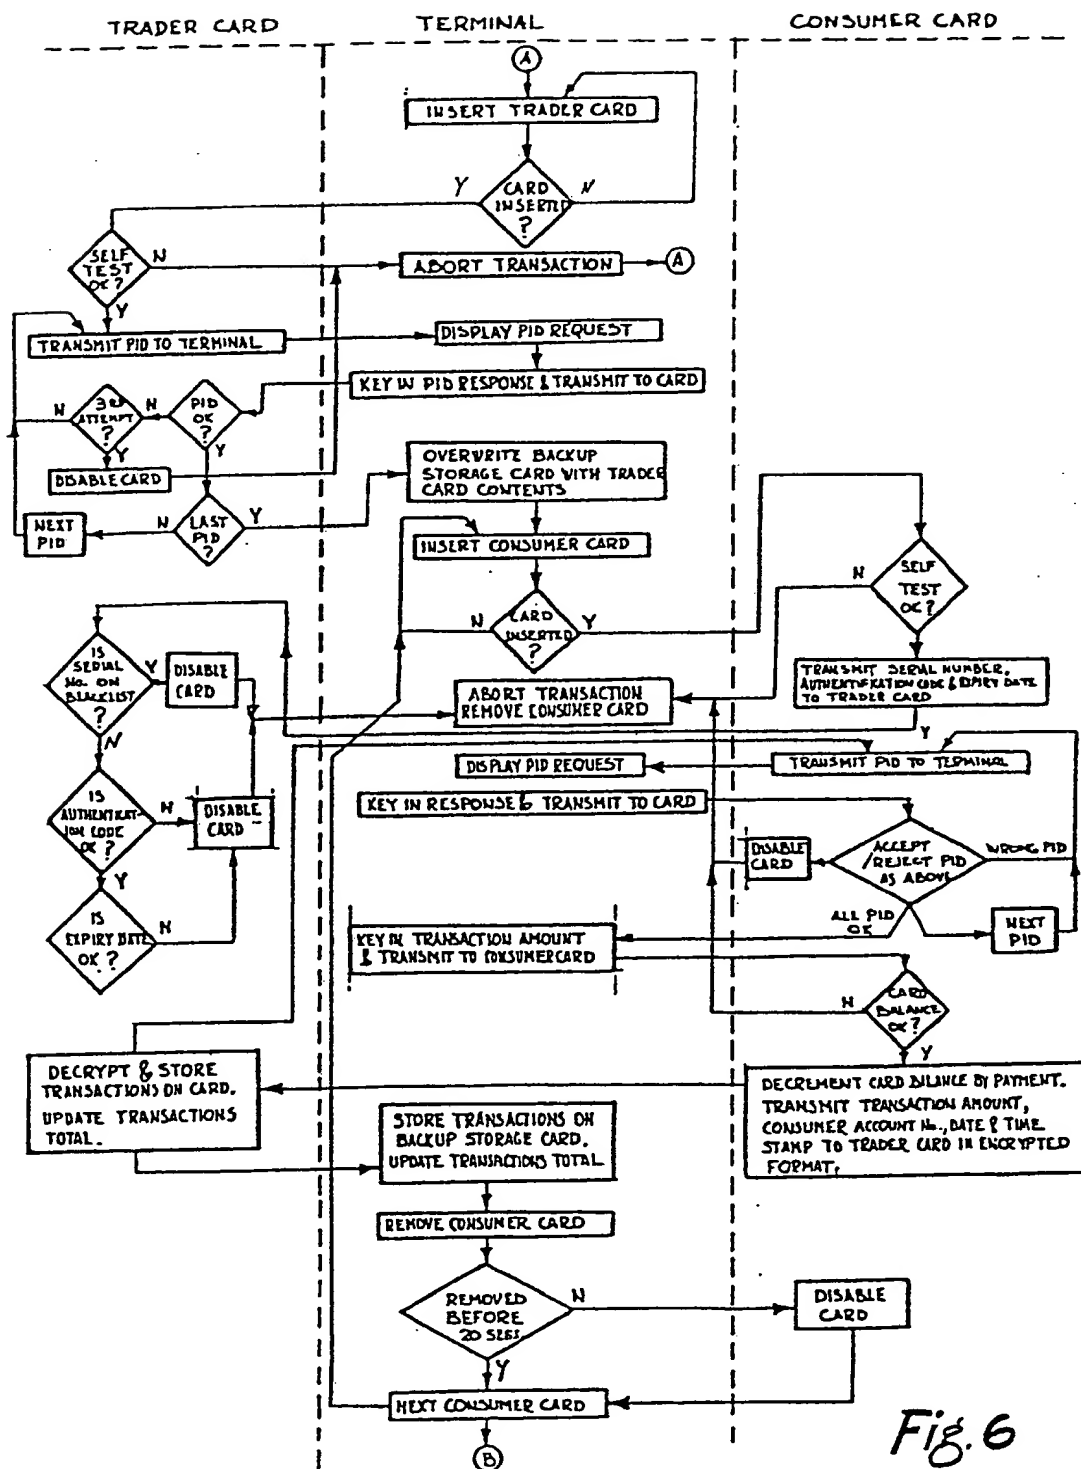 TRADER CARD
TERMINAL
CONSUMER CARD
A
INSERT TRADER CARD
Y
CARD
INSERTED
?
N
SELF
TEST
OK?
N
ABORT TRANSACTION
A
Y
TRANSMIT PID TO TERMINAL
DISPLAY PID REQUEST
KEY IN PID RESPONSE & TRANSMIT TO CARD
N
3RD
ATTEMPT
?
N
PID
OK
?
Y
Y
DISABLE CARD
OVERWRITE BACKUP
STORAGE CARD WITH TRADER
CARD CONTENTS
NEXT
PID
N
LAST
PID
?
Y
INSERT CONSUMER CARD
N
SELF
TEST
OK?
N
CARD
INSERTED
?
Y
IS
SERIAL
No. ON
BLACKLIST
?
Y
DISABLE
CARD
N
ABORT TRANSACTION
REMOVE CONSUMER CARD
TRANSMIT SERIAL NUMBER,
AUTHENTIFICATION CODE & EXPIRY DATE
TO TRADER CARD
Y
DISPLAY PID REQUEST
TRANSMIT PID TO TERMINAL
IS
AUTHENTICAT-
ION CODE
OK?
N
DISABLE
CARD
Y
KEY IN RESPONSE & TRANSMIT TO CARD
DISABLE
CARD
ACCEPT
/REJECT PID
AS ABOVE
WRONG PID
ALL PID
OK
NEXT
PID
IS
EXPIRY DATE
OK?
N
KEY IN TRANSACTION AMOUNT
& TRANSMIT TO CONSUMERCARD
N
CARD
BALANCE
OK?
Y
DECRYPT & STORE
TRANSACTIONS ON CARD.
UPDATE TRANSACTIONS
TOTAL.
DECREMENT CARD BALANCE BY PAYMENT.
TRANSMIT TRANSACTION AMOUNT,
CONSUMER ACCOUNT No., DATE & TIME
STAMP TO TRADER CARD IN ENCRYPTED
FORMAT.
STORE TRANSACTIONS ON
BACKUP STORAGE CARD.
UPDATE TRANSACTIONS TOTAL
REMOVE CONSUMER CARD
REMOVED
BEFORE
20 SECS.
N
DISABLE
CARD
Y
NEXT CONSUMER CARD
B
Fig. 6